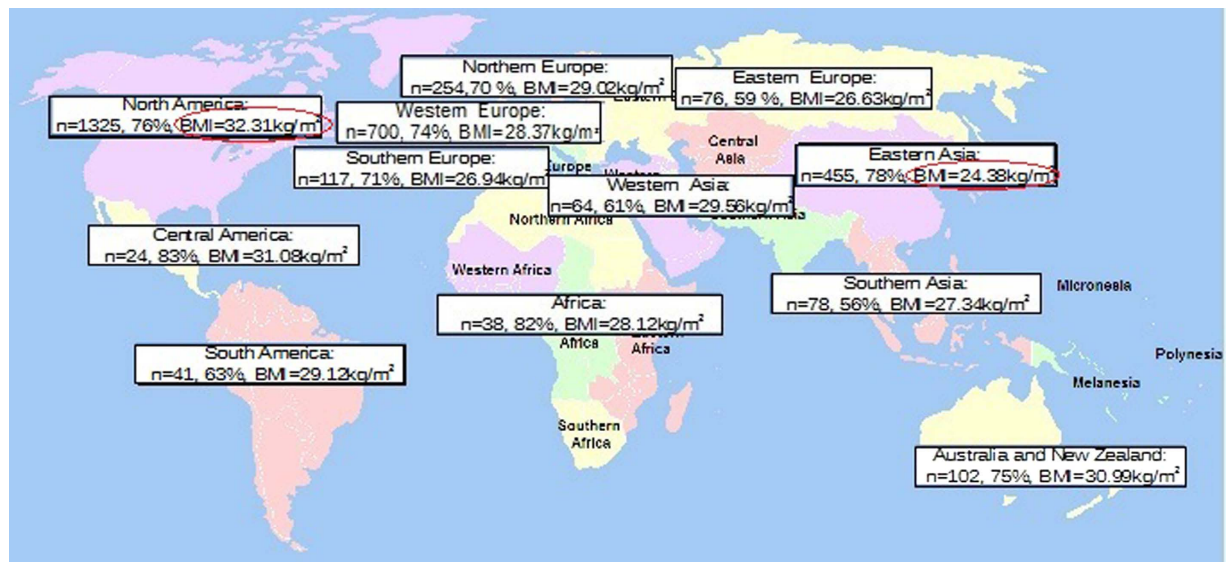 Northern Europe:
n=254,70 %, BMI=29.02kg/m²
Eastern Europe:
n=76, 59 %, BMI=26.63kg/m²
North America:
n=1325, 76%, BMI=32.31kg/m²
Western Europe:
n=700, 74%, BMI=28.37kg/m²
Central
Asia
Eastern Asia:
n=455, 78%, BMI=24.38kg/m²
Southern Europe:
n=117, 71%, BMI=26.94kg/m²
Europe
Western Asia:
n=64, 61%, BMI=29.56kg/m²
Northern Africa
Central America:
n=24, 83%, BMI=31.08kg/m²
Western Africa
Southern Asia:
n=78, 56%, BMI=27.34kg/m²
Micronesia
Africa:
n=38, 82%, BMI=28.12kg/m²
Africa
Africa
South America:
n=41, 63%, BMI=29.12kg/m²
Polynesia
Melanesia
Southern
Africa
Australia and New Zealand:
n=102, 75%, BMI=30.99kg/m²